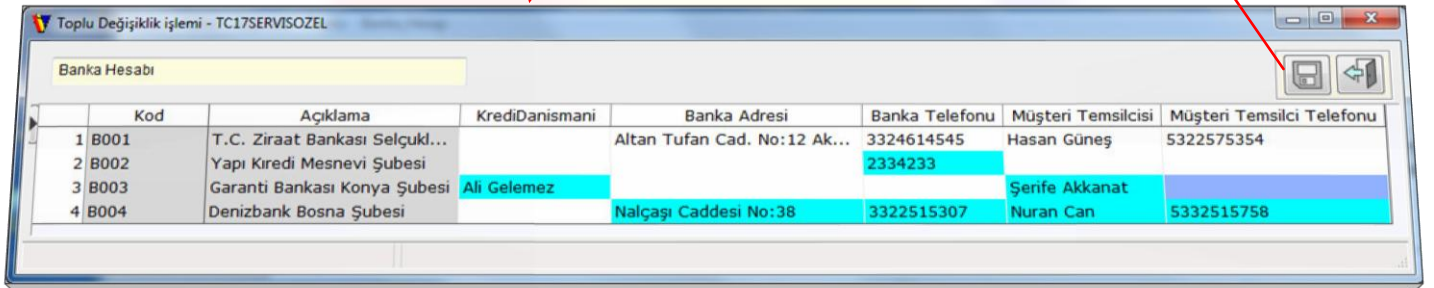 Toplu Değişiklik işlemi - TC17SERVISOZEL
Banka Hesabı
Kod Açıklama KrediDanismani Banka Adresi Banka Telefonu Müşteri Temsilcisi Müşteri Temsilci Telefonu
1 B001 T.C. Ziraat Bankası Selçukl... Altan Tufan Cad. No:12 Ak... 3324614545 Hasan Güneş 5322575354
2 B002 Yapı Kıredi Mesnevi Şubesi 2334233
3 B003 Garanti Bankası Konya Şubesi Ali Gelemez Şerife Akkanat
4 B004 Denizbank Bosna Şubesi Nalçaşı Caddesi No:38 3322515307 Nuran Can 5332515758